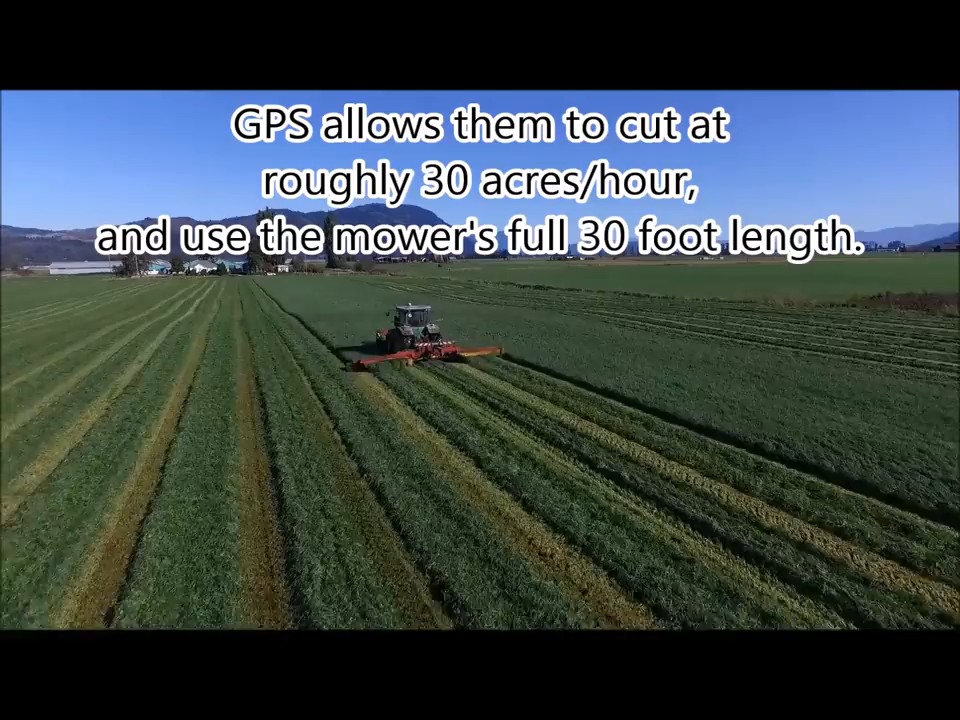 GPS allows them to cut at
roughly 30 acres/hour,
and use the mower's full 30 foot length.